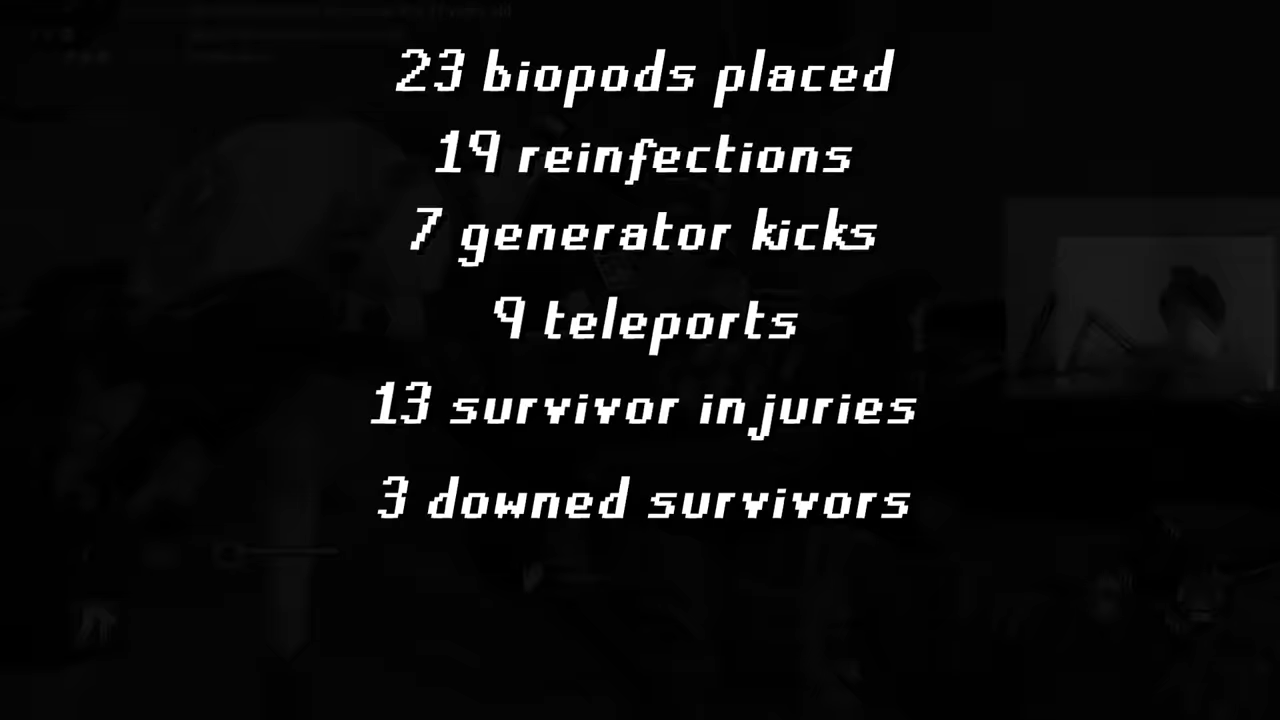 23 biopods placed
19 reinfections
7 generator kicks
9 teleports
13 survivor injuries
3 downed survivors